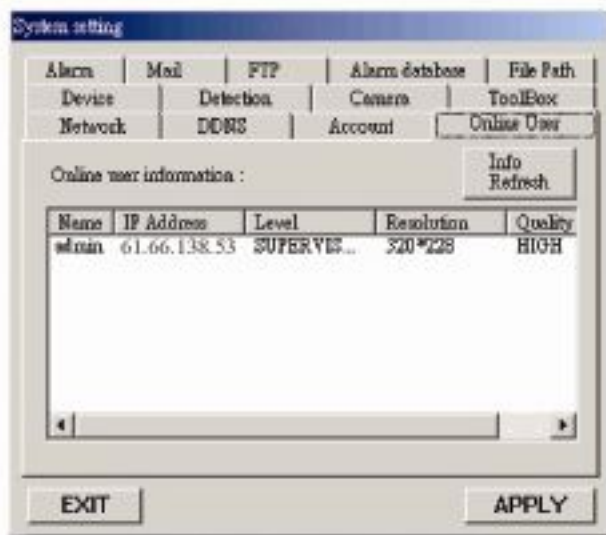 System setting
Alarm Mail FTP Alarm database File Path
Device Detection Camera ToolBox
Network DDNS Account Online User
Online user information :
Info
Refresh
Name IP Address Level Resolution Quality
admin 61.66.138.53 SUPERVIS... 320*228 HIGH
EXIT APPLY